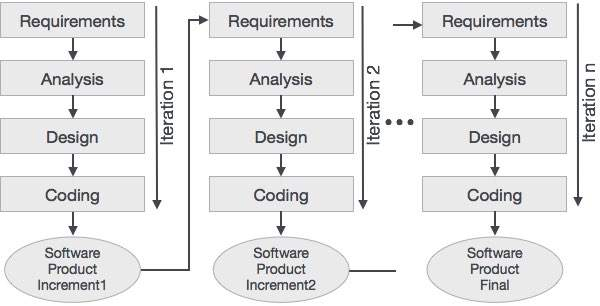 Requirements
Analysis
Design
Coding
Software
Product
Increment1
Iteration 1
Requirements
Analysis
Design
Coding
Software
Product
Increment2
Iteration 2
Requirements
Analysis
Design
Coding
Software
Product
Final
Iteration n